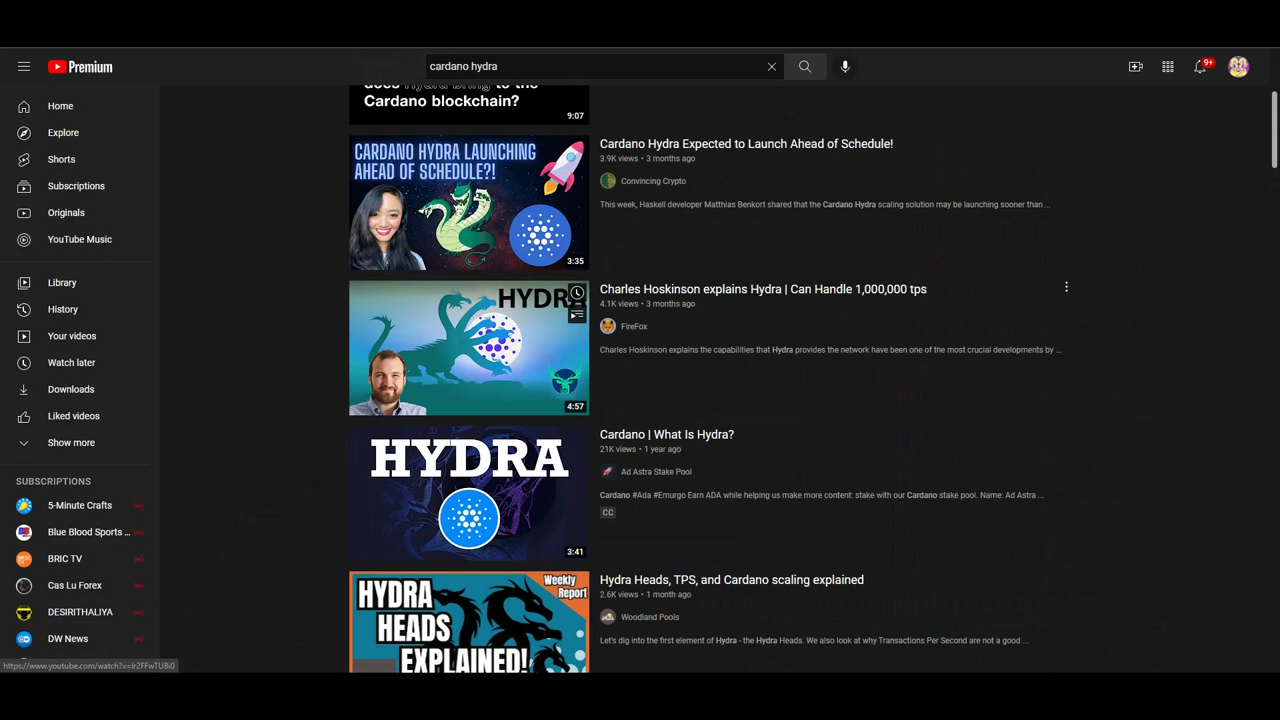 Premium
cardano hydra
9+
Home
Explore
Shorts
Subscriptions
Originals
YouTube Music
Library
History
Your videos
Watch later
Downloads
Liked videos
Show more
SUBSCRIPTIONS
5-Minute Crafts
Blue Blood Sports ...
BRIC TV
Cas Lu Forex
DESIRITHALIYA
DW News
https://www.youtube.com/watch?v=lr2FFwTUBi0
to the
Cardano blockchain?
9:07
CARDANO HYDRA LAUNCHING
AHEAD OF SCHEDULE?!
3:35
Cardano Hydra Expected to Launch Ahead of Schedule!
3.9K views • 3 months ago
Convincing Crypto
This week, Haskell developer Matthias Benkort shared that the Cardano Hydra scaling solution may be launching sooner than ...
HYDRA
4:57
Charles Hoskinson explains Hydra | Can Handle 1,000,000 tps
4.1K views • 3 months ago
FireFox
Charles Hoskinson explains the capabilities that Hydra provides the network have been one of the most crucial developments by ...
HYDRA
3:41
Cardano | What Is Hydra?
21K views • 1 year ago
Ad Astra Stake Pool
Cardano #Ada #Emurgo Earn ADA while helping us make more content: stake with our Cardano stake pool. Name: Ad Astra ...
CC
HYDRA
HEADS
EXPLAINED!
Weekly
Report
Hydra Heads, TPS, and Cardano scaling explained
2.6K views • 1 month ago
Woodland Pools
Let's dig into the first element of Hydra - the Hydra Heads. We also look at why Transactions Per Second are not a good ...